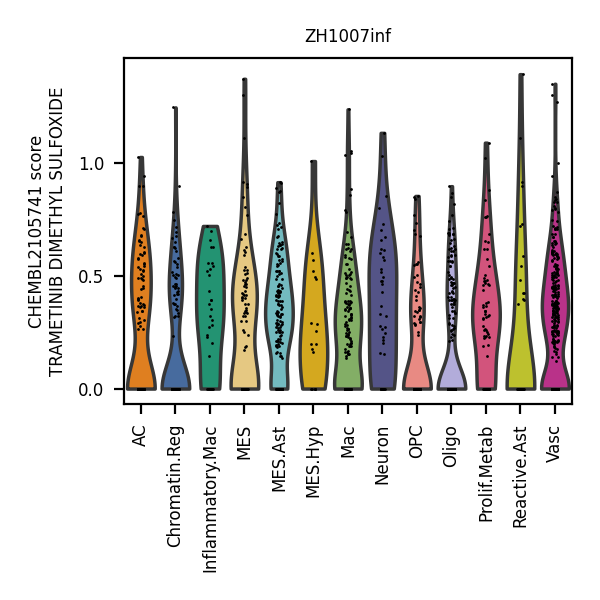 ZH1007inf
CHEMBL2105741 score
TRAMETINIB DIMETHYL SULFOXIDE
1.0
0.5
0.0
AC
Chromatin.Reg
Inflammatory.Mac
MES
MES.Ast
MES.Hyp
Mac
Neuron
OPC
Oligo
Prolif.Metab
Reactive.Ast
Vasc